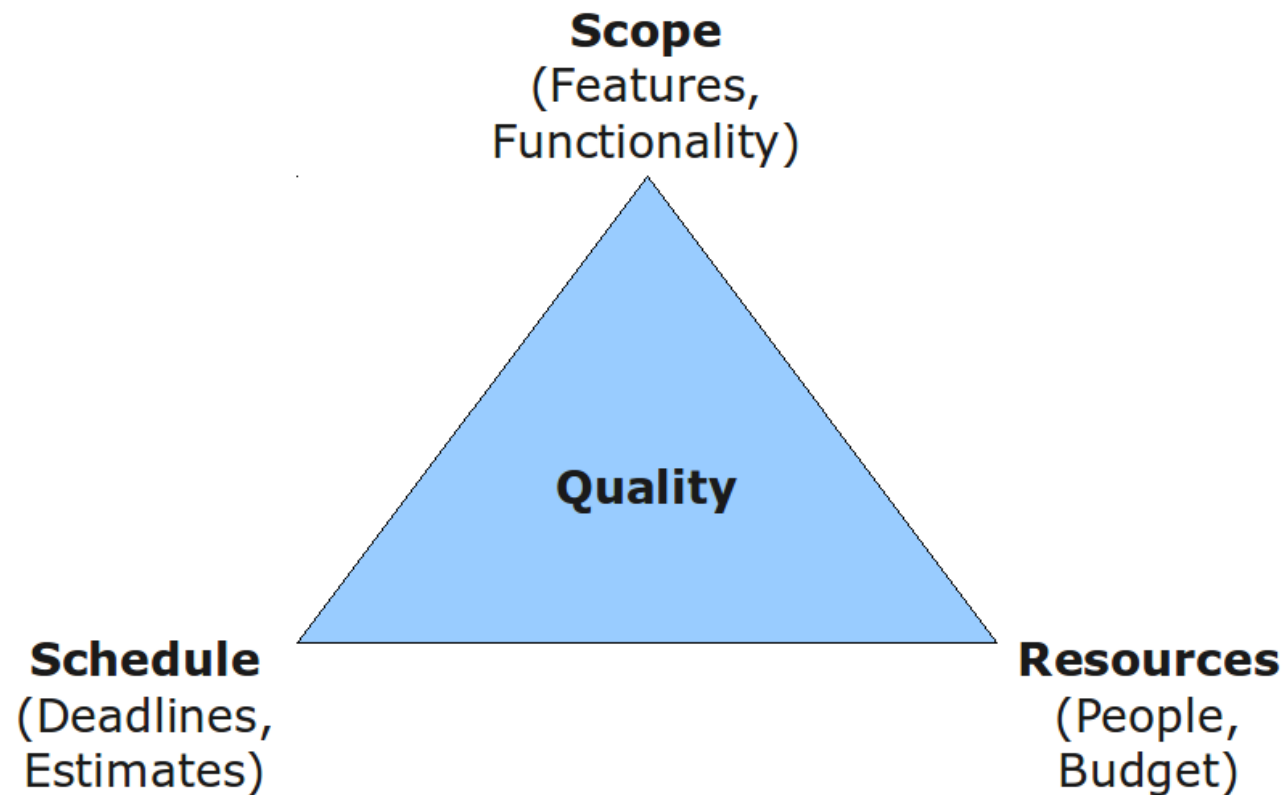 Scope
(Features,
Functionality)
Quality
Schedule
(Deadlines,
Estimates)
Resources
(People,
Budget)